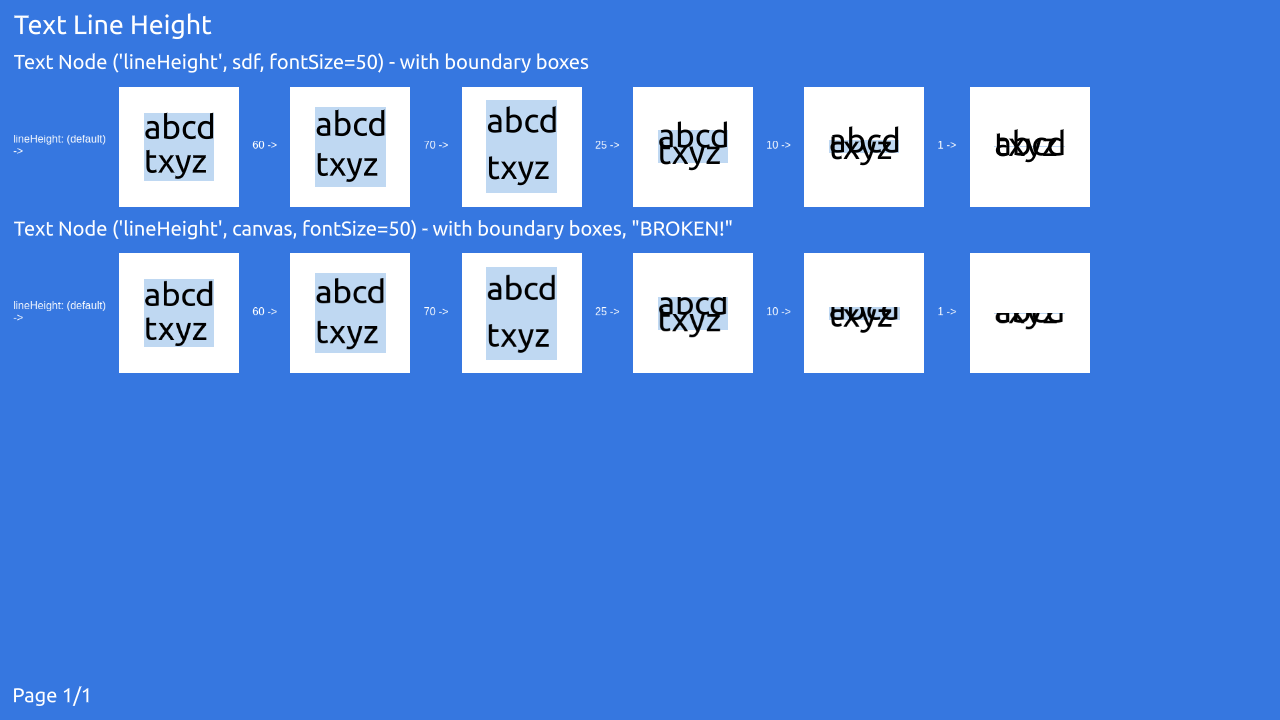 Text Line Height
Text Node ('lineHeight', sdf, fontSize=50) - with boundary boxes
lineHeight: (default)
->
abcd
txyz
60 ->
abcd
txyz
70 ->
abcd
txyz
25 ->
abcd
txyz
10 ->
abcd
txyz
1 ->
abcd
txyz
Text Node ('lineHeight', canvas, fontSize=50) - with boundary boxes, "BROKEN!"
lineHeight: (default)
->
abcd
txyz
60 ->
abcd
txyz
70 ->
abcd
txyz
25 ->
abcd
txyz
10 ->
abcd
txyz
1 ->
Page 1/1